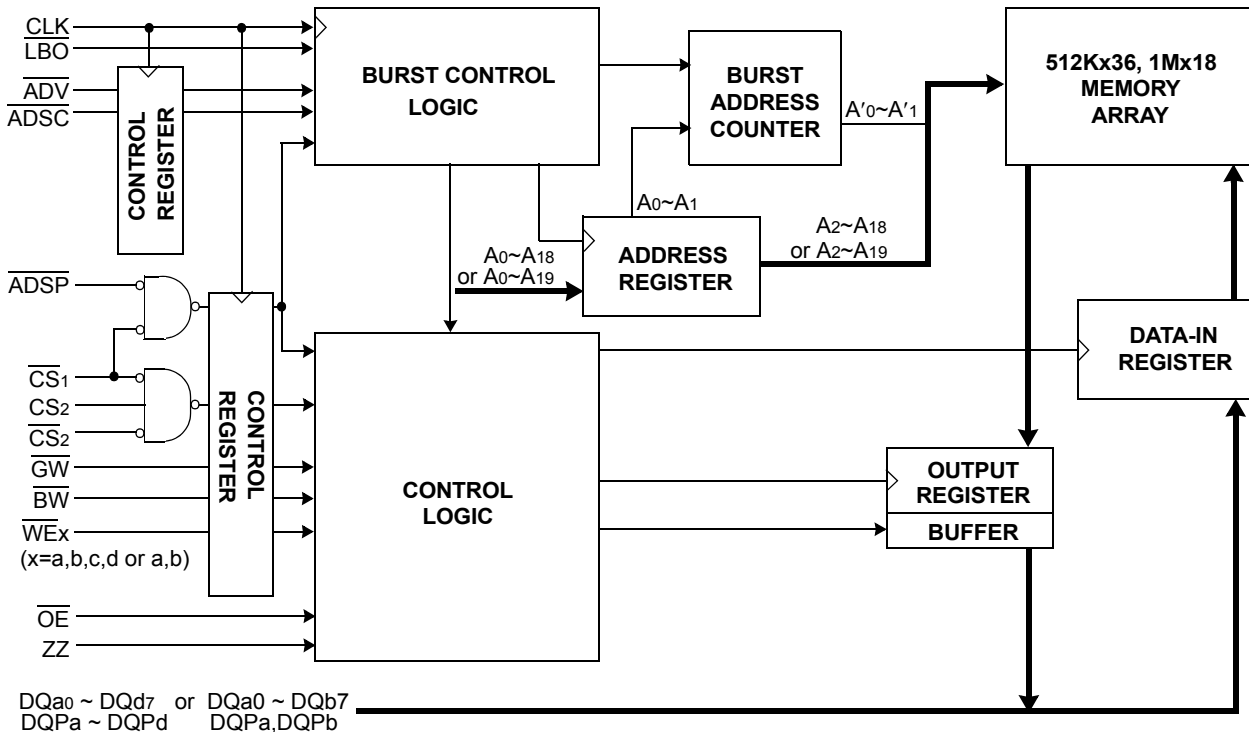 CLK
LBO
ADV
ADSC
CONTROL
REGISTER
BURST CONTROL
LOGIC
BURST
ADDRESS
COUNTER
A′0~A′1
512Kx36, 1Mx18
MEMORY
ARRAY
A0~A1
A0~A18
or A0~A19
ADDRESS
REGISTER
A2~A18
or A2~A19
ADSP
CS1
CS2
CS2
GW
BW
WEx
(x=a,b,c,d or a,b)
OE
ZZ
CONTROL
REGISTER
CONTROL
LOGIC
DATA-IN
REGISTER
OUTPUT
REGISTER
BUFFER
DQa0 ~ DQd7 or DQa0 ~ DQb7
DQPa ~ DQPd DQPa,DQPb